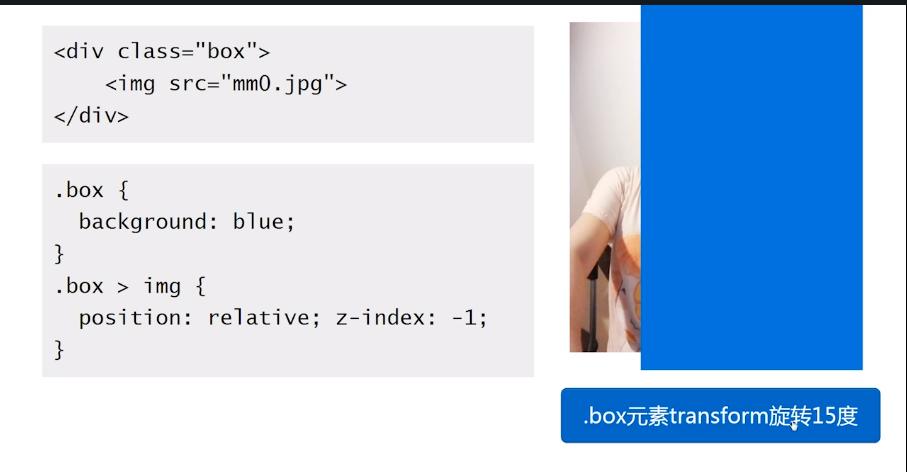 <div class="box">
    <img src="mm0.jpg">
</div>
.box {
  background: blue;
}
.box > img {
  position: relative; z-index: -1;
}
.box元素transform旋转15度